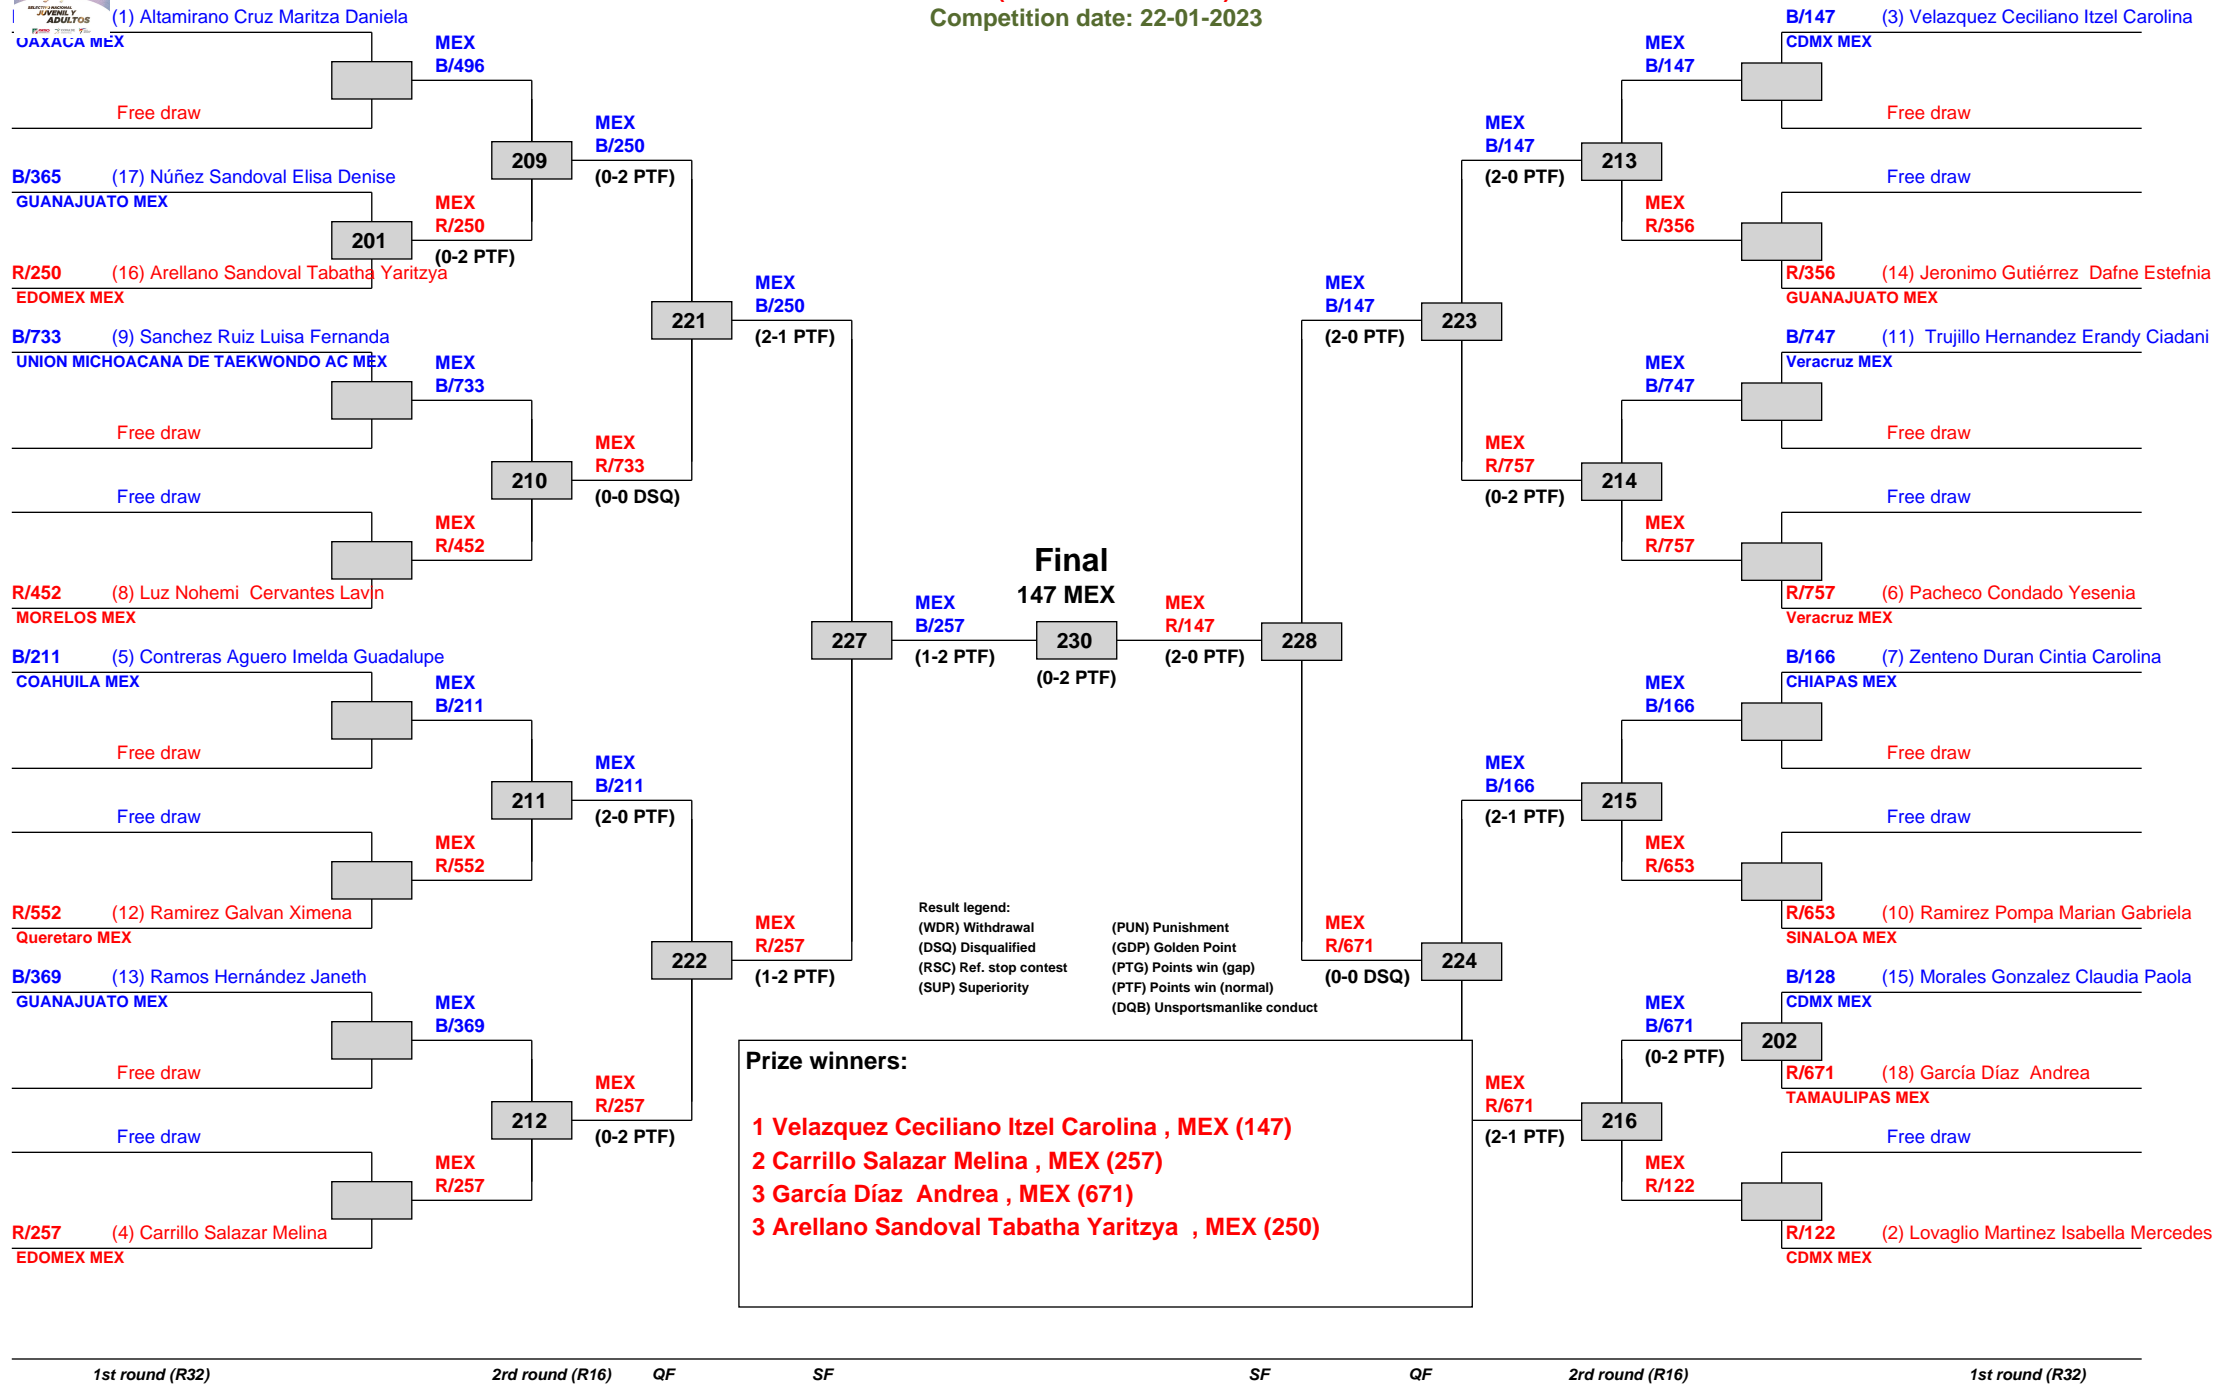 SELECTIVO NACIONAL
JUVENIL Y
ADULTOS
(1) Altamirano Cruz Maritza Daniela
OAXACA MEX
Free draw
B/365 (17) Núñez Sandoval Elisa Denise
GUANAJUATO MEX
R/250 (16) Arellano Sandoval Tabatha Yaritzya
EDOMEX MEX
B/733 (9) Sanchez Ruiz Luisa Fernanda
UNION MICHOACANA DE TAEKWONDO AC MEX
Free draw
Free draw
R/452 (8) Luz Nohemi Cervantes Lavin
MORELOS MEX
B/211 (5) Contreras Aguero Imelda Guadalupe
COAHUILA MEX
Free draw
Free draw
R/552 (12) Ramirez Galvan Ximena
Queretaro MEX
B/369 (13) Ramos Hernández Janeth
GUANAJUATO MEX
Free draw
Free draw
R/257 (4) Carrillo Salazar Melina
EDOMEX MEX
201
MEX
B/496
MEX
R/250
(0-2 PTF)
MEX
B/733
MEX
R/452
MEX
B/211
MEX
R/552
MEX
B/369
MEX
R/257
209
MEX
B/250
(0-2 PTF)
210
MEX
R/733
(0-0 DSQ)
211
MEX
B/211
(2-0 PTF)
212
MEX
R/257
(0-2 PTF)
221
MEX
B/250
(2-1 PTF)
222
MEX
R/257
(1-2 PTF)
227
MEX
B/257
(1-2 PTF)
Competition date: 22-01-2023
Final
147 MEX
230
(0-2 PTF)
MEX
R/147
(2-0 PTF)
228
MEX
B/147
(2-0 PTF)
223
MEX
R/671
(0-0 DSQ)
224
MEX
B/147
(2-0 PTF)
213
MEX
R/757
(0-2 PTF)
214
MEX
B/166
(2-1 PTF)
215
MEX
R/671
(2-1 PTF)
216
MEX
B/147
MEX
R/356
MEX
B/747
MEX
R/757
MEX
B/166
MEX
R/653
MEX
B/671
(0-2 PTF)
202
MEX
R/122
B/147 (3) Velazquez Ceciliano Itzel Carolina
CDMX MEX
Free draw
Free draw
R/356 (14) Jeronimo Gutiérrez Dafne Estefnia
GUANAJUATO MEX
B/747 (11) Trujillo Hernandez Erandy Ciadani
Veracruz MEX
Free draw
Free draw
R/757 (6) Pacheco Condado Yesenia
Veracruz MEX
B/166 (7) Zenteno Duran Cintia Carolina
CHIAPAS MEX
Free draw
Free draw
R/653 (10) Ramirez Pompa Marian Gabriela
SINALOA MEX
B/128 (15) Morales Gonzalez Claudia Paola
CDMX MEX
R/671 (18) García Díaz Andrea
TAMAULIPAS MEX
Free draw
R/122 (2) Lovaglio Martinez Isabella Mercedes
CDMX MEX
Result legend:
(WDR) Withdrawal (PUN) Punishment
(DSQ) Disqualified (GDP) Golden Point
(RSC) Ref. stop contest (PTG) Points win (gap)
(SUP) Superiority (PTF) Points win (normal)
(DQB) Unsportsmanlike conduct
Prize winners:
1 Velazquez Ceciliano Itzel Carolina , MEX (147)
2 Carrillo Salazar Melina , MEX (257)
3 García Díaz Andrea , MEX (671)
3 Arellano Sandoval Tabatha Yaritzya , MEX (250)
1st round (R32) 2rd round (R16) QF SF SF QF 2rd round (R16) 1st round (R32)